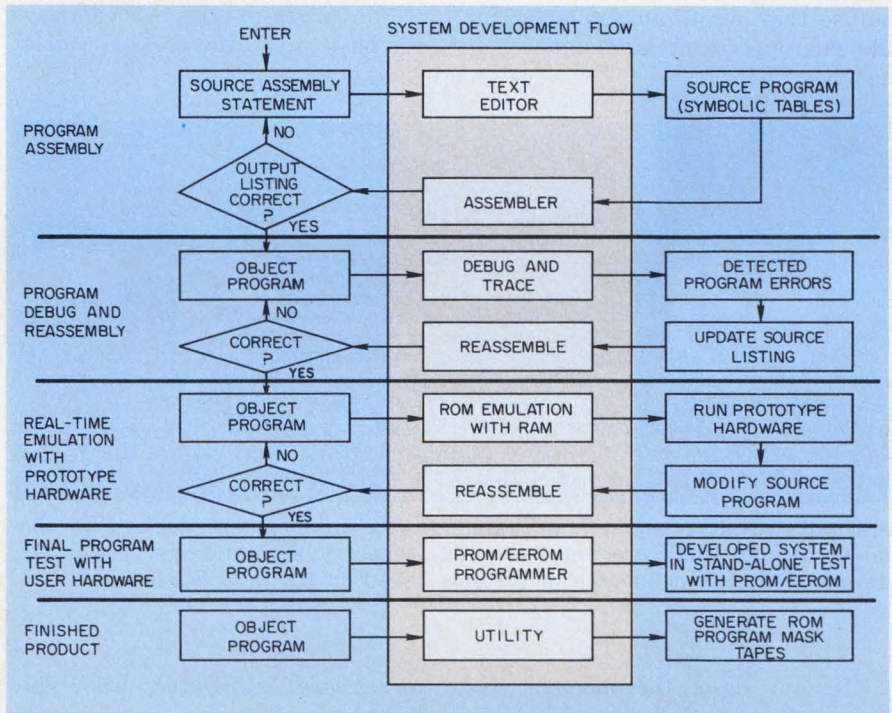 SYSTEM DEVELOPMENT FLOW
ENTER
SOURCE ASSEMBLY
STATEMENT
TEXT
EDITOR
SOURCE PROGRAM
(SYMBOLIC TABLES)
PROGRAM
ASSEMBLY
NO
OUTPUT
LISTING
CORRECT
?
YES
ASSEMBLER
PROGRAM
DEBUG AND
REASSEMBLY
OBJECT
PROGRAM
DEBUG AND
TRACE
DETECTED
PROGRAM ERRORS
NO
CORRECT
?
YES
REASSEMBLE
UPDATE SOURCE
LISTING
REAL-TIME
EMULATION
WITH
PROTOTYPE
HARDWARE
OBJECT
PROGRAM
ROM EMULATION
WITH RAM
RUN PROTOTYPE
HARDWARE
NO
CORRECT
?
YES
REASSEMBLE
MODIFY SOURCE
PROGRAM
FINAL PROGRAM
TEST WITH
USER HARDWARE
OBJECT
PROGRAM
PROM/EEROM
PROGRAMMER
DEVELOPED SYSTEM
IN STAND-ALONE TEST
WITH PROM/EEROM
FINISHED
PRODUCT
OBJECT
PROGRAM
UTILITY
GENERATE ROM
PROGRAM MASK
TAPES